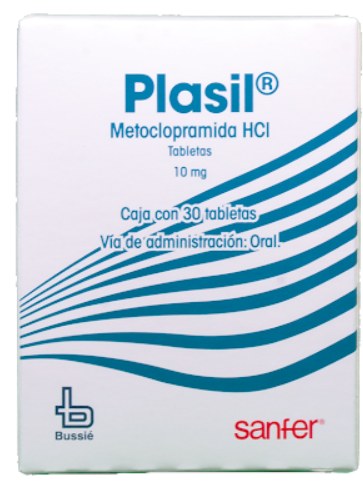 Plasil®
Metoclopramida HCl
Tabletas
10 mg
Caja con 30 tabletas
Vía de administración: Oral.
Bussié
sanfer®